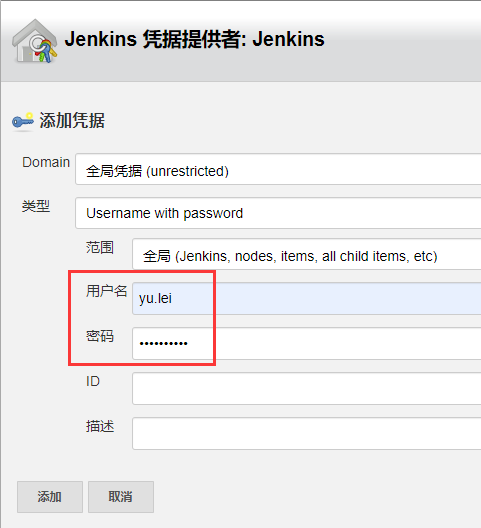 Jenkins 凭据提供者: Jenkins
添加凭据
Domain 全局凭据 (unrestricted)
类型 Username with password
范围 全局 (Jenkins, nodes, items, all child items, etc)
用户名 yu.lei
密码 ••••••••••
ID
描述
添加 取消